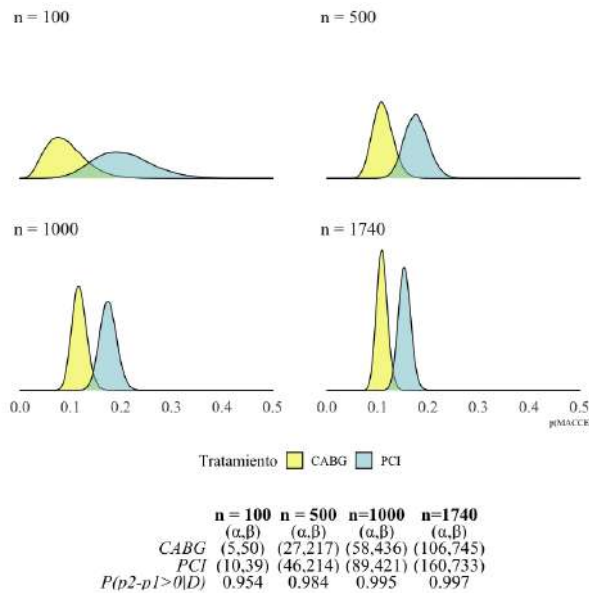 n = 100 n = 500
n = 1000 n = 1740
0.0 0.1 0.2 0.3 0.4 0.5 0.0 0.1 0.2 0.3 0.4 0.5
p(MACCE
Tratamiento CABG PCI
n = 100 n = 500 n=1000 n=1740
(α,β) (α,β) (α,β) (α,β)
CABG (5,50) (27,217) (58,436) (106,745)
PCI (10,39) (46,214) (89,421) (160,733)
P(p2-p1>0|D) 0.954 0.984 0.995 0.997